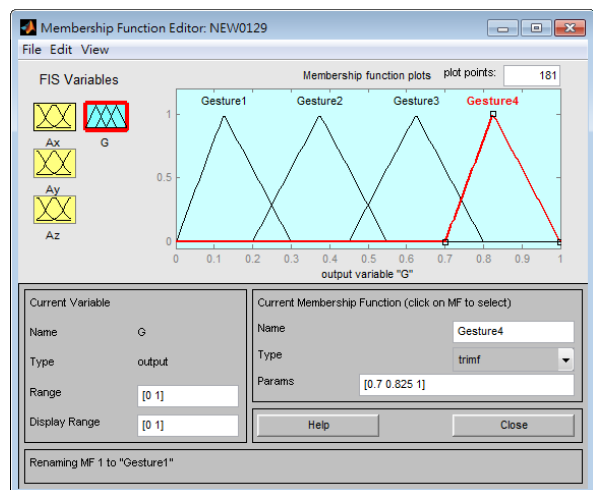 Membership Function Editor: NEW0129
File Edit View
FIS Variables
Membership function plots plot points: 181
Gesture1 Gesture2 Gesture3 Gesture4
1
0.5
0
0 0.1 0.2 0.3 0.4 0.5 0.6 0.7 0.8 0.9 1
output variable "G"
Ax G
Ay
Az
Current Variable
Name G
Type output
Range [0 1]
Display Range [0 1]
Current Membership Function (click on MF to select)
Name Gesture4
Type trimf
Params [0.7 0.825 1]
Help Close
Renaming MF 1 to "Gesture1"